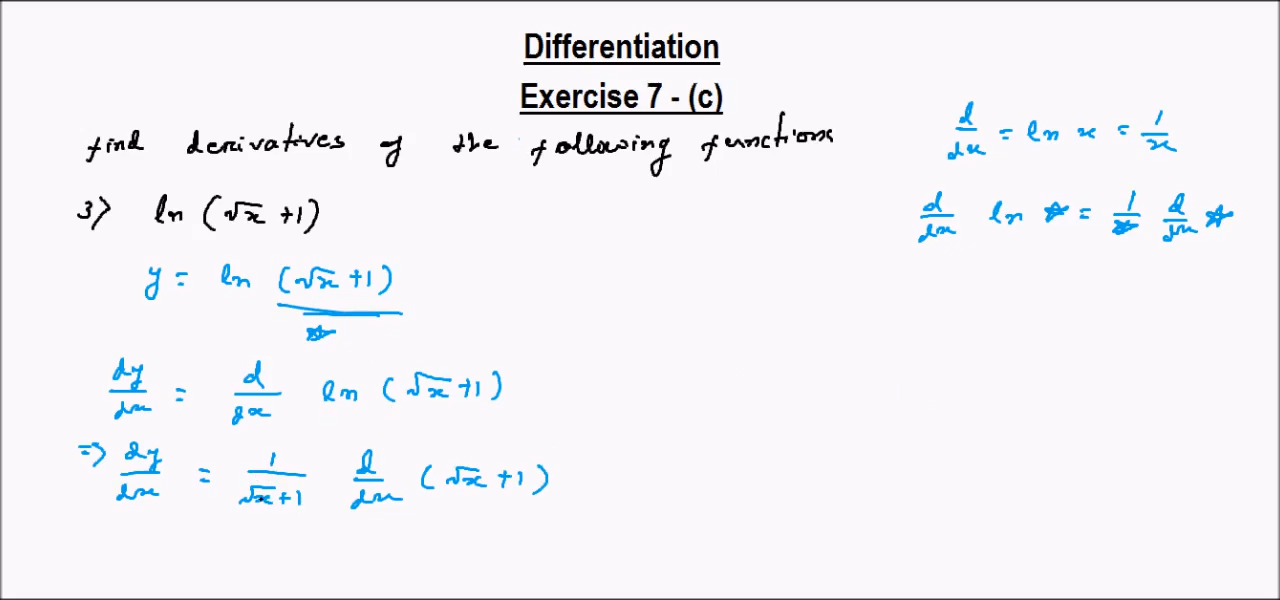 Differentiation
Exercise 7 - (c)
find derivatives of the following functions
3) ln (√x +1)
y = ln (√x +1)
☆
dy/dx = d/dx ln (√x +1)
=> dy/dx = 1/(√x +1) d/dx (√x +1)
d/dx = ln x = 1/x
d/dx ln ☆ = 1/☆ d/dx ☆